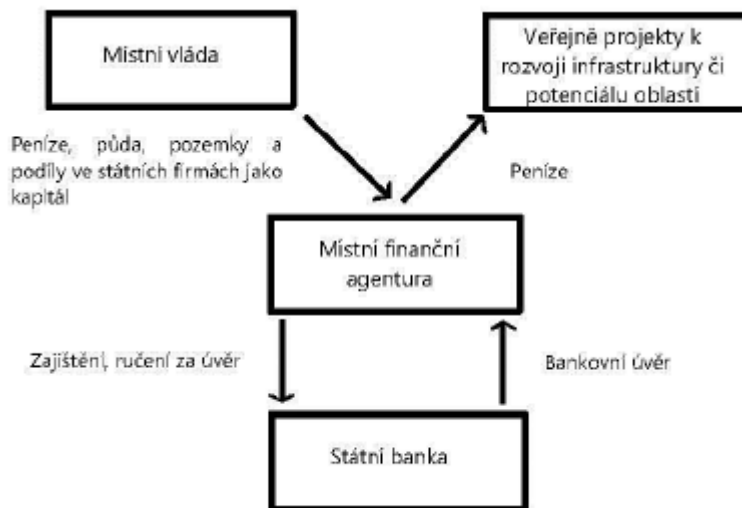 Místní vláda
Veřejně projekty k
rozvoji infrastruktury či
potenciálu oblasti
Peníze, půda, pozemky a
podíly ve státních firmách jako
kapitál
Peníze
Místní finanční
agentura
Zajištění, ručení za úvěr
Bankovní úvěr
Státní banka